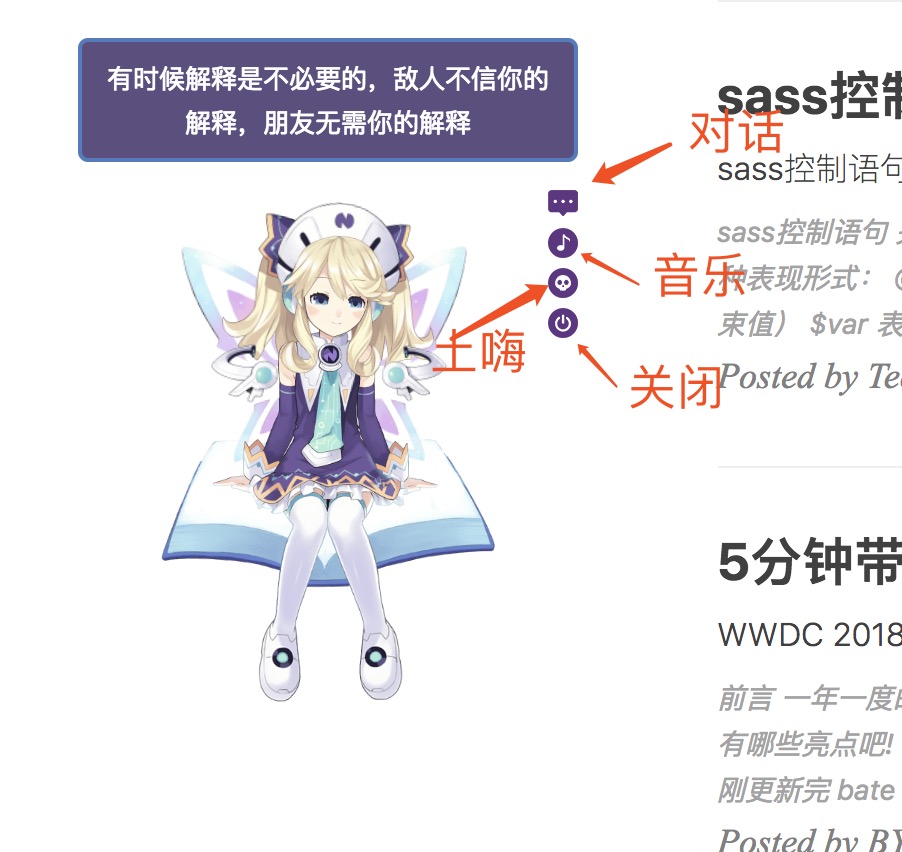 有时候解释是不必要的，敌人不信你的
解释，朋友无需你的解释
对话
音乐
土嗨
关闭
sass控制
sass控制语句
sass控制语句
种表现形式：
束值） $var 表
Posted by Te
5分钟带
WWDC 2018
前言 一年一度
有哪些亮点吧!
刚更新完 bate
Posted by BY